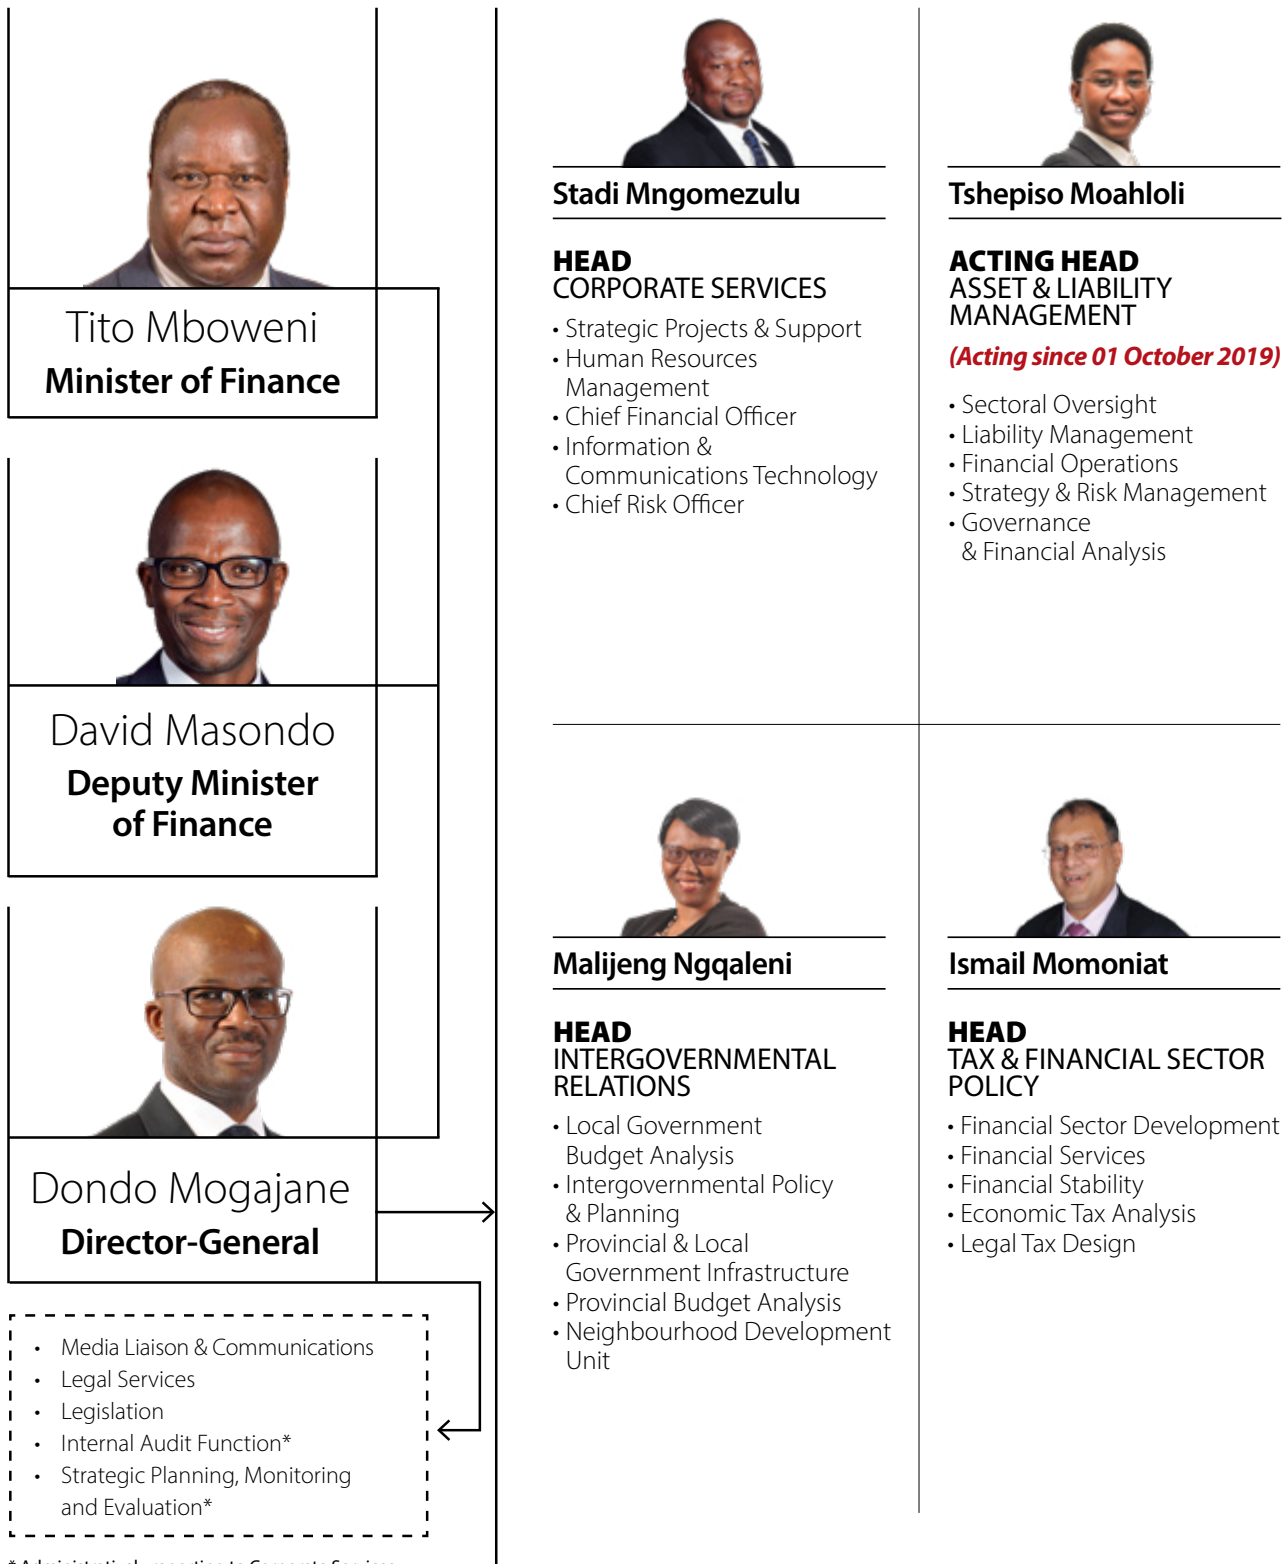 Tito Mboweni
Minister of Finance
David Masondo
Deputy Minister
of Finance
Dondo Mogajane
Director-General
• Media Liaison & Communications
• Legal Services
• Legislation
• Internal Audit Function*
• Strategic Planning, Monitoring
and Evaluation*
* Administratively reporting to Corporate Services
Stadi Mngomezulu
HEAD
CORPORATE SERVICES
• Strategic Projects & Support
• Human Resources
Management
• Chief Financial Officer
• Information &
Communications Technology
• Chief Risk Officer
Tshepiso Moahloli
ACTING HEAD
ASSET & LIABILITY
MANAGEMENT
(Acting since 01 October 2019)
• Sectoral Oversight
• Liability Management
• Financial Operations
• Strategy & Risk Management
• Governance
& Financial Analysis
Malijeng Ngqaleni
HEAD
INTERGOVERNMENTAL
RELATIONS
• Local Government
Budget Analysis
• Intergovernmental Policy
& Planning
• Provincial & Local
Government Infrastructure
• Provincial Budget Analysis
• Neighbourhood Development
Unit
Ismail Momoniat
HEAD
TAX & FINANCIAL SECTOR
POLICY
• Financial Sector Development
• Financial Services
• Financial Stability
• Economic Tax Analysis
• Legal Tax Design